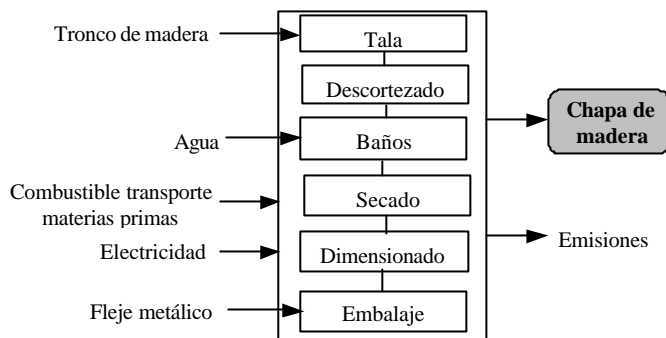 Tronco de madera
Tala
Descortezado
Chapa de
madera
Agua
Baños
Combustible transporte
materias primas
Secado
Electricidad
Dimensionado
Emisiones
Fleje metálico
Embalaje